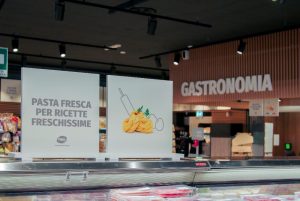 PASTA FRESCA
PER RICETTE
FRESCHISSIME
GASTRONOMIA